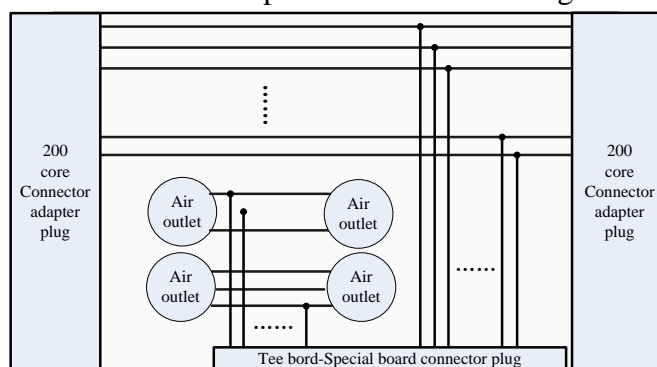 200
core
Connector
adapter
plug
200
core
Connector
adapter
plug
Air
outlet
Air
outlet
Air
outlet
Air
outlet
Tee bord-Special board connector plug